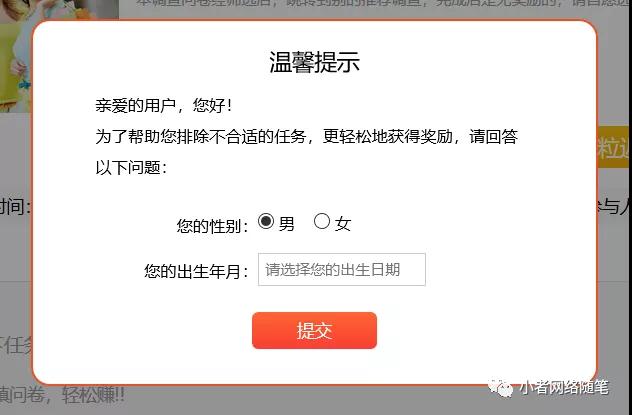 本调查问卷经筛选后，跳转到别的推荐调查，完成后是无奖励的，请自愿选
温馨提示
亲爱的用户，您好！
为了帮助您排除不合适的任务，更轻松地获得奖励，请回答
以下问题：
粒返
时间：
参与人
您的性别： 男 女
您的出生年月： 请选择您的出生日期
提交
任务
填问卷，轻松赚!!
小者网络随笔